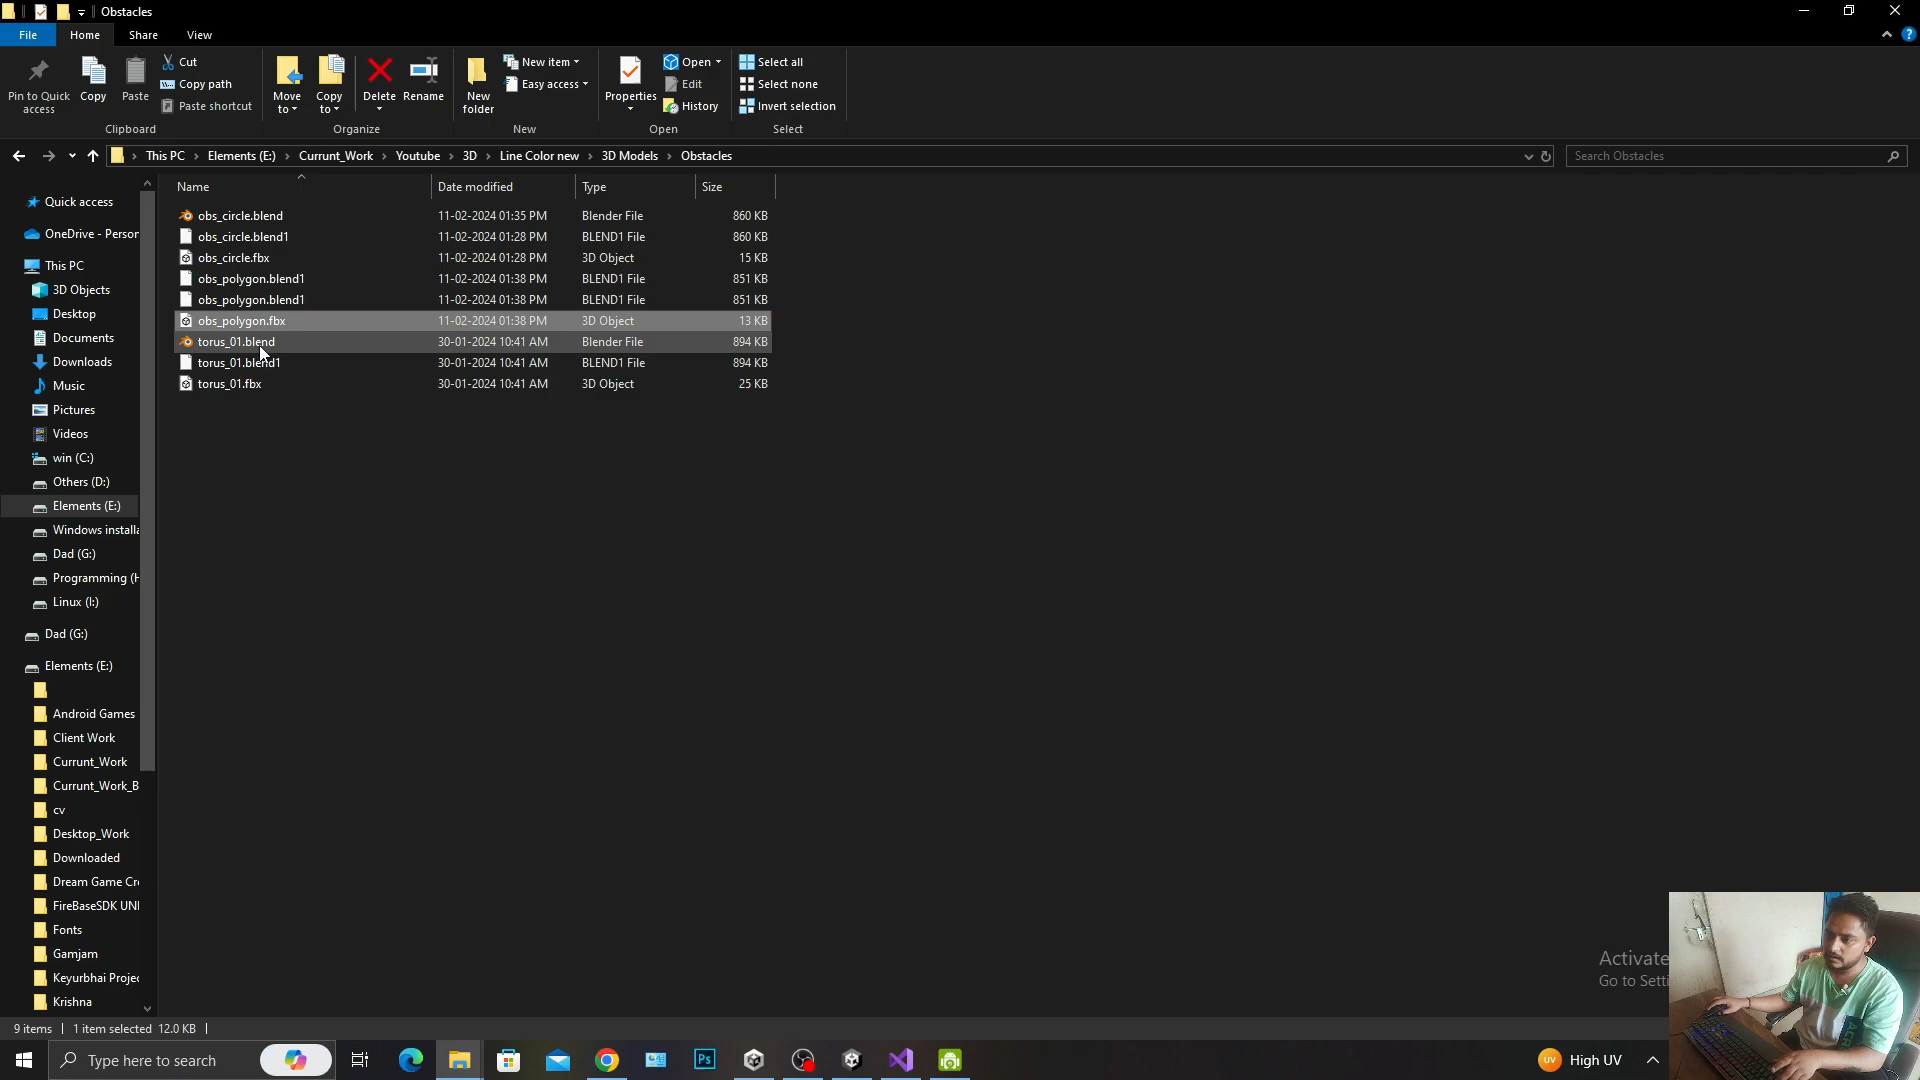 Obstacles
File Home Share View
Pin to Quick access
Copy
Paste
Cut
Copy path
Paste shortcut
Clipboard
Move to
Copy to
Delete
Rename
Organize
New folder
New item
Easy access
New
Properties
Open
Edit
History
Open
Select all
Select none
Invert selection
Select
This PC > Elements (E:) > Currunt_Work > Youtube > 3D > Line Color new > 3D Models > Obstacles
Search Obstacles
Name Date modified Type Size
obs_circle.blend 11-02-2024 01:35 PM Blender File 860 KB
obs_circle.blend1 11-02-2024 01:28 PM BLEND1 File 860 KB
obs_circle.fbx 11-02-2024 01:28 PM 3D Object 15 KB
obs_polygon.blend1 11-02-2024 01:38 PM BLEND1 File 851 KB
obs_polygon.blend1 11-02-2024 01:38 PM BLEND1 File 851 KB
obs_polygon.fbx 11-02-2024 01:38 PM 3D Object 13 KB
torus_01.blend 30-01-2024 10:41 AM Blender File 894 KB
torus_01.blend1 30-01-2024 10:41 AM BLEND1 File 894 KB
torus_01.fbx 30-01-2024 10:41 AM 3D Object 25 KB
Quick access
OneDrive - Person
This PC
3D Objects
Desktop
Documents
Downloads
Music
Pictures
Videos
win (C:)
Others (D:)
Elements (E:)
Windows installa
Dad (G:)
Programming (H
Linux (I:)
Dad (G:)
Elements (E:)
Android Games
Client Work
Currunt_Work
Currunt_Work_B
cv
Desktop_Work
Downloaded
Dream Game Cre
FireBaseSDK UNI
Fonts
Gamjam
Keyurbhai Projec
Krishna
Activate
Go to Setti
9 items 1 item selected 12.0 KB
Type here to search
Ps
UV High UV